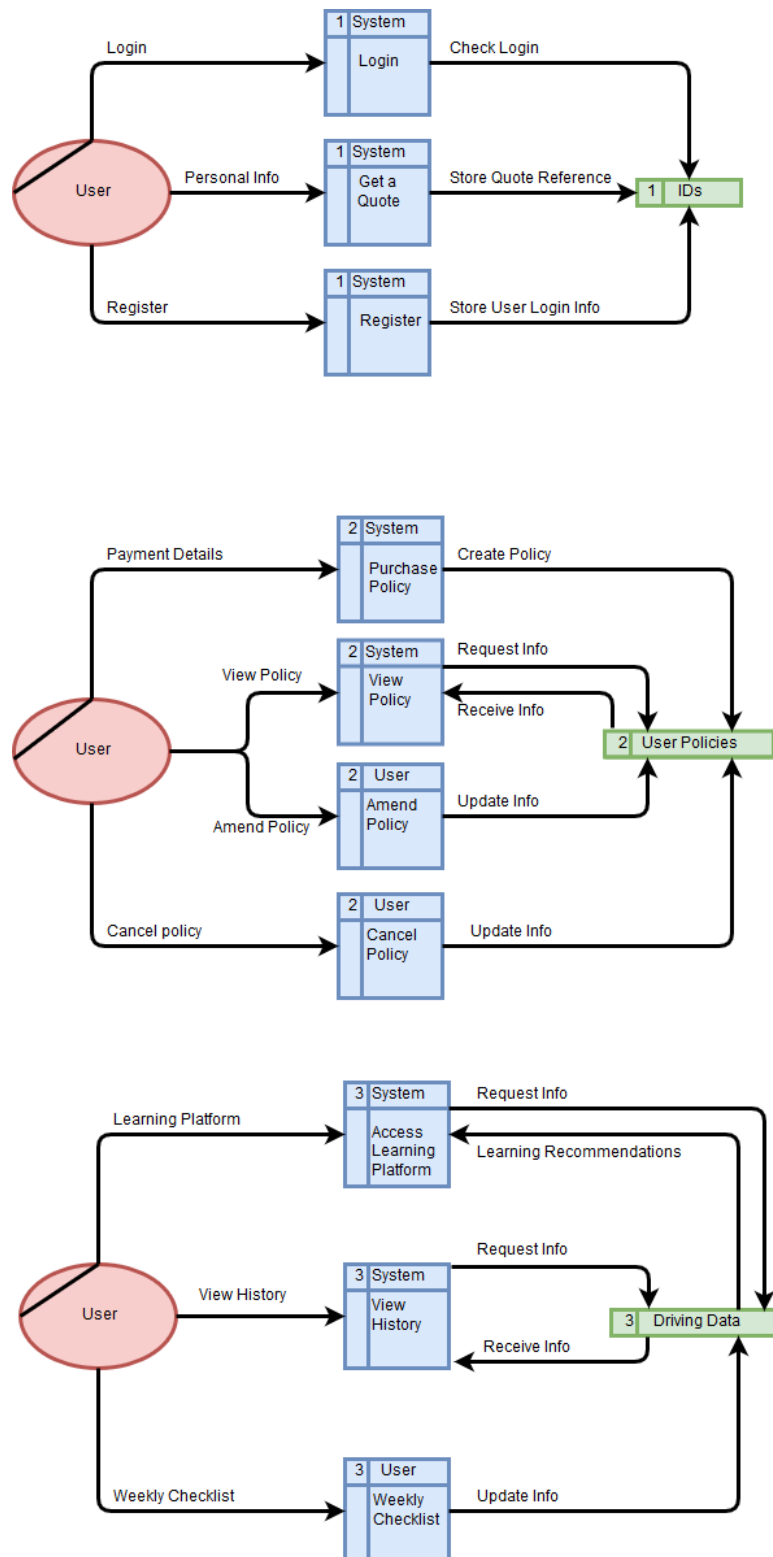 1 System
Login
Login
Check Login
1 System
Personal Info
Get a
Quote
Store Quote Reference
User
1 IDs
1 System
Register
Register
Store User Login Info
2 System
Payment Details
Purchase
Policy
Create Policy
2 System
View Policy
View
Policy
Request Info
Receive Info
User
2 User Policies
2 User
Amend Policy
Amend
Policy
Update Info
2 User
Cancel policy
Cancel
Policy
Update Info
3 System
Learning Platform
Access
Learning
Platform
Request Info
Learning Recommendations
3 System
View History
View
History
Request Info
Receive Info
User
3 Driving Data
3 User
Weekly Checklist
Weekly
Checklist
Update Info